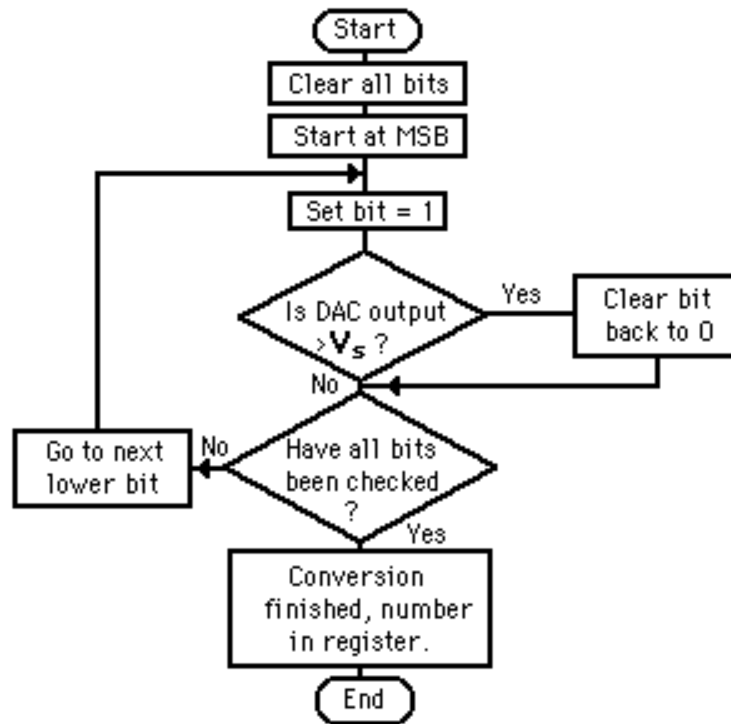 Start
Clear all bits
Start at MSB
Set bit = 1
Is DAC output
>Vs ?
Yes
Clear bit
back to 0
No
Have all bits
been checked
?
No
Go to next
lower bit
Yes
Conversion
finished, number
in register.
End